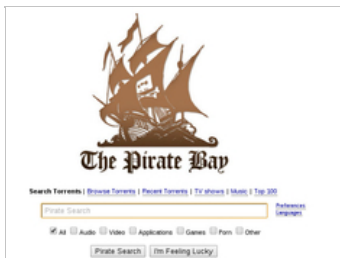 The Pirate Bay
Search Torrents | Browse Torrents | Recent Torrents | TV shows | Music | Top 100
Pirate Search
Preferences
Languages
All Audio Video Applications Games Porn Other
Pirate Search I'm Feeling Lucky